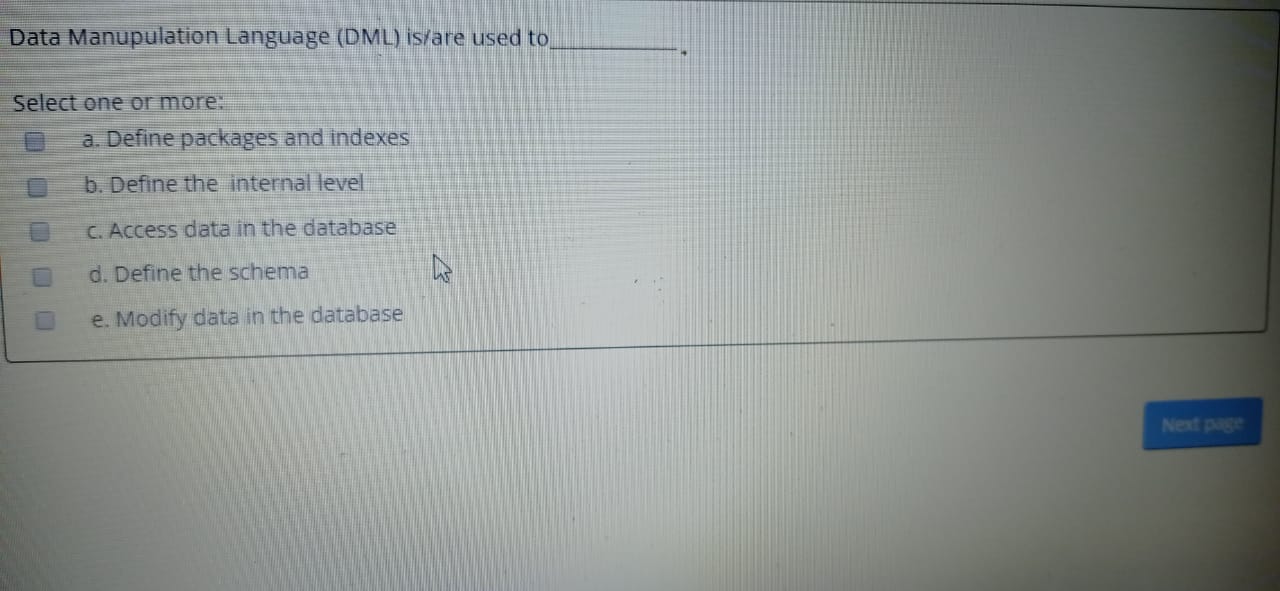 Data Manupulation Language (DML) is/are used to____________.
Select one or more:
a. Define packages and indexes
b. Define the internal level
c. Access data in the database
d. Define the schema
e. Modify data in the database
Next page